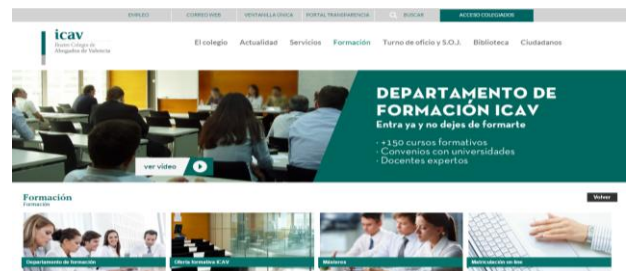 EMPLEO CORREO WEB VENTANILLA ÚNICA PORTAL TRANSPARENCIA BUSCAR ACCESO COLEGIADOS
icav
Ilustre Colegio de
Abogados de Valencia
El colegio Actualidad Servicios Formación Turno de oficio y S.O.J. Biblioteca Ciudadanos
DEPARTAMENTO DE
FORMACIÓN ICAV
Entra ya y no dejes de formarte
· +150 cursos formativos
· Convenios con universidades
· Docentes expertos
ver video
Formación
Formación
Volver
Departamento de formación Oferta formativa ICAV Másteres Matriculación on line